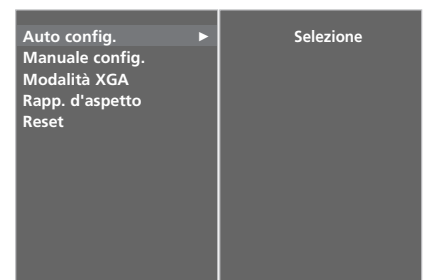 Auto config. ►
Selezione
Manuale config.
Modalità XGA
Rapp. d'aspetto
Reset